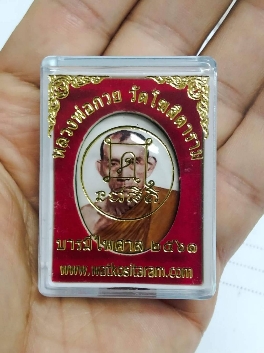 หลวงพ่อกวย วัดโฆสิตาราม
บารมีไพศาล ๒๕๖๑
www.watkositaram.com